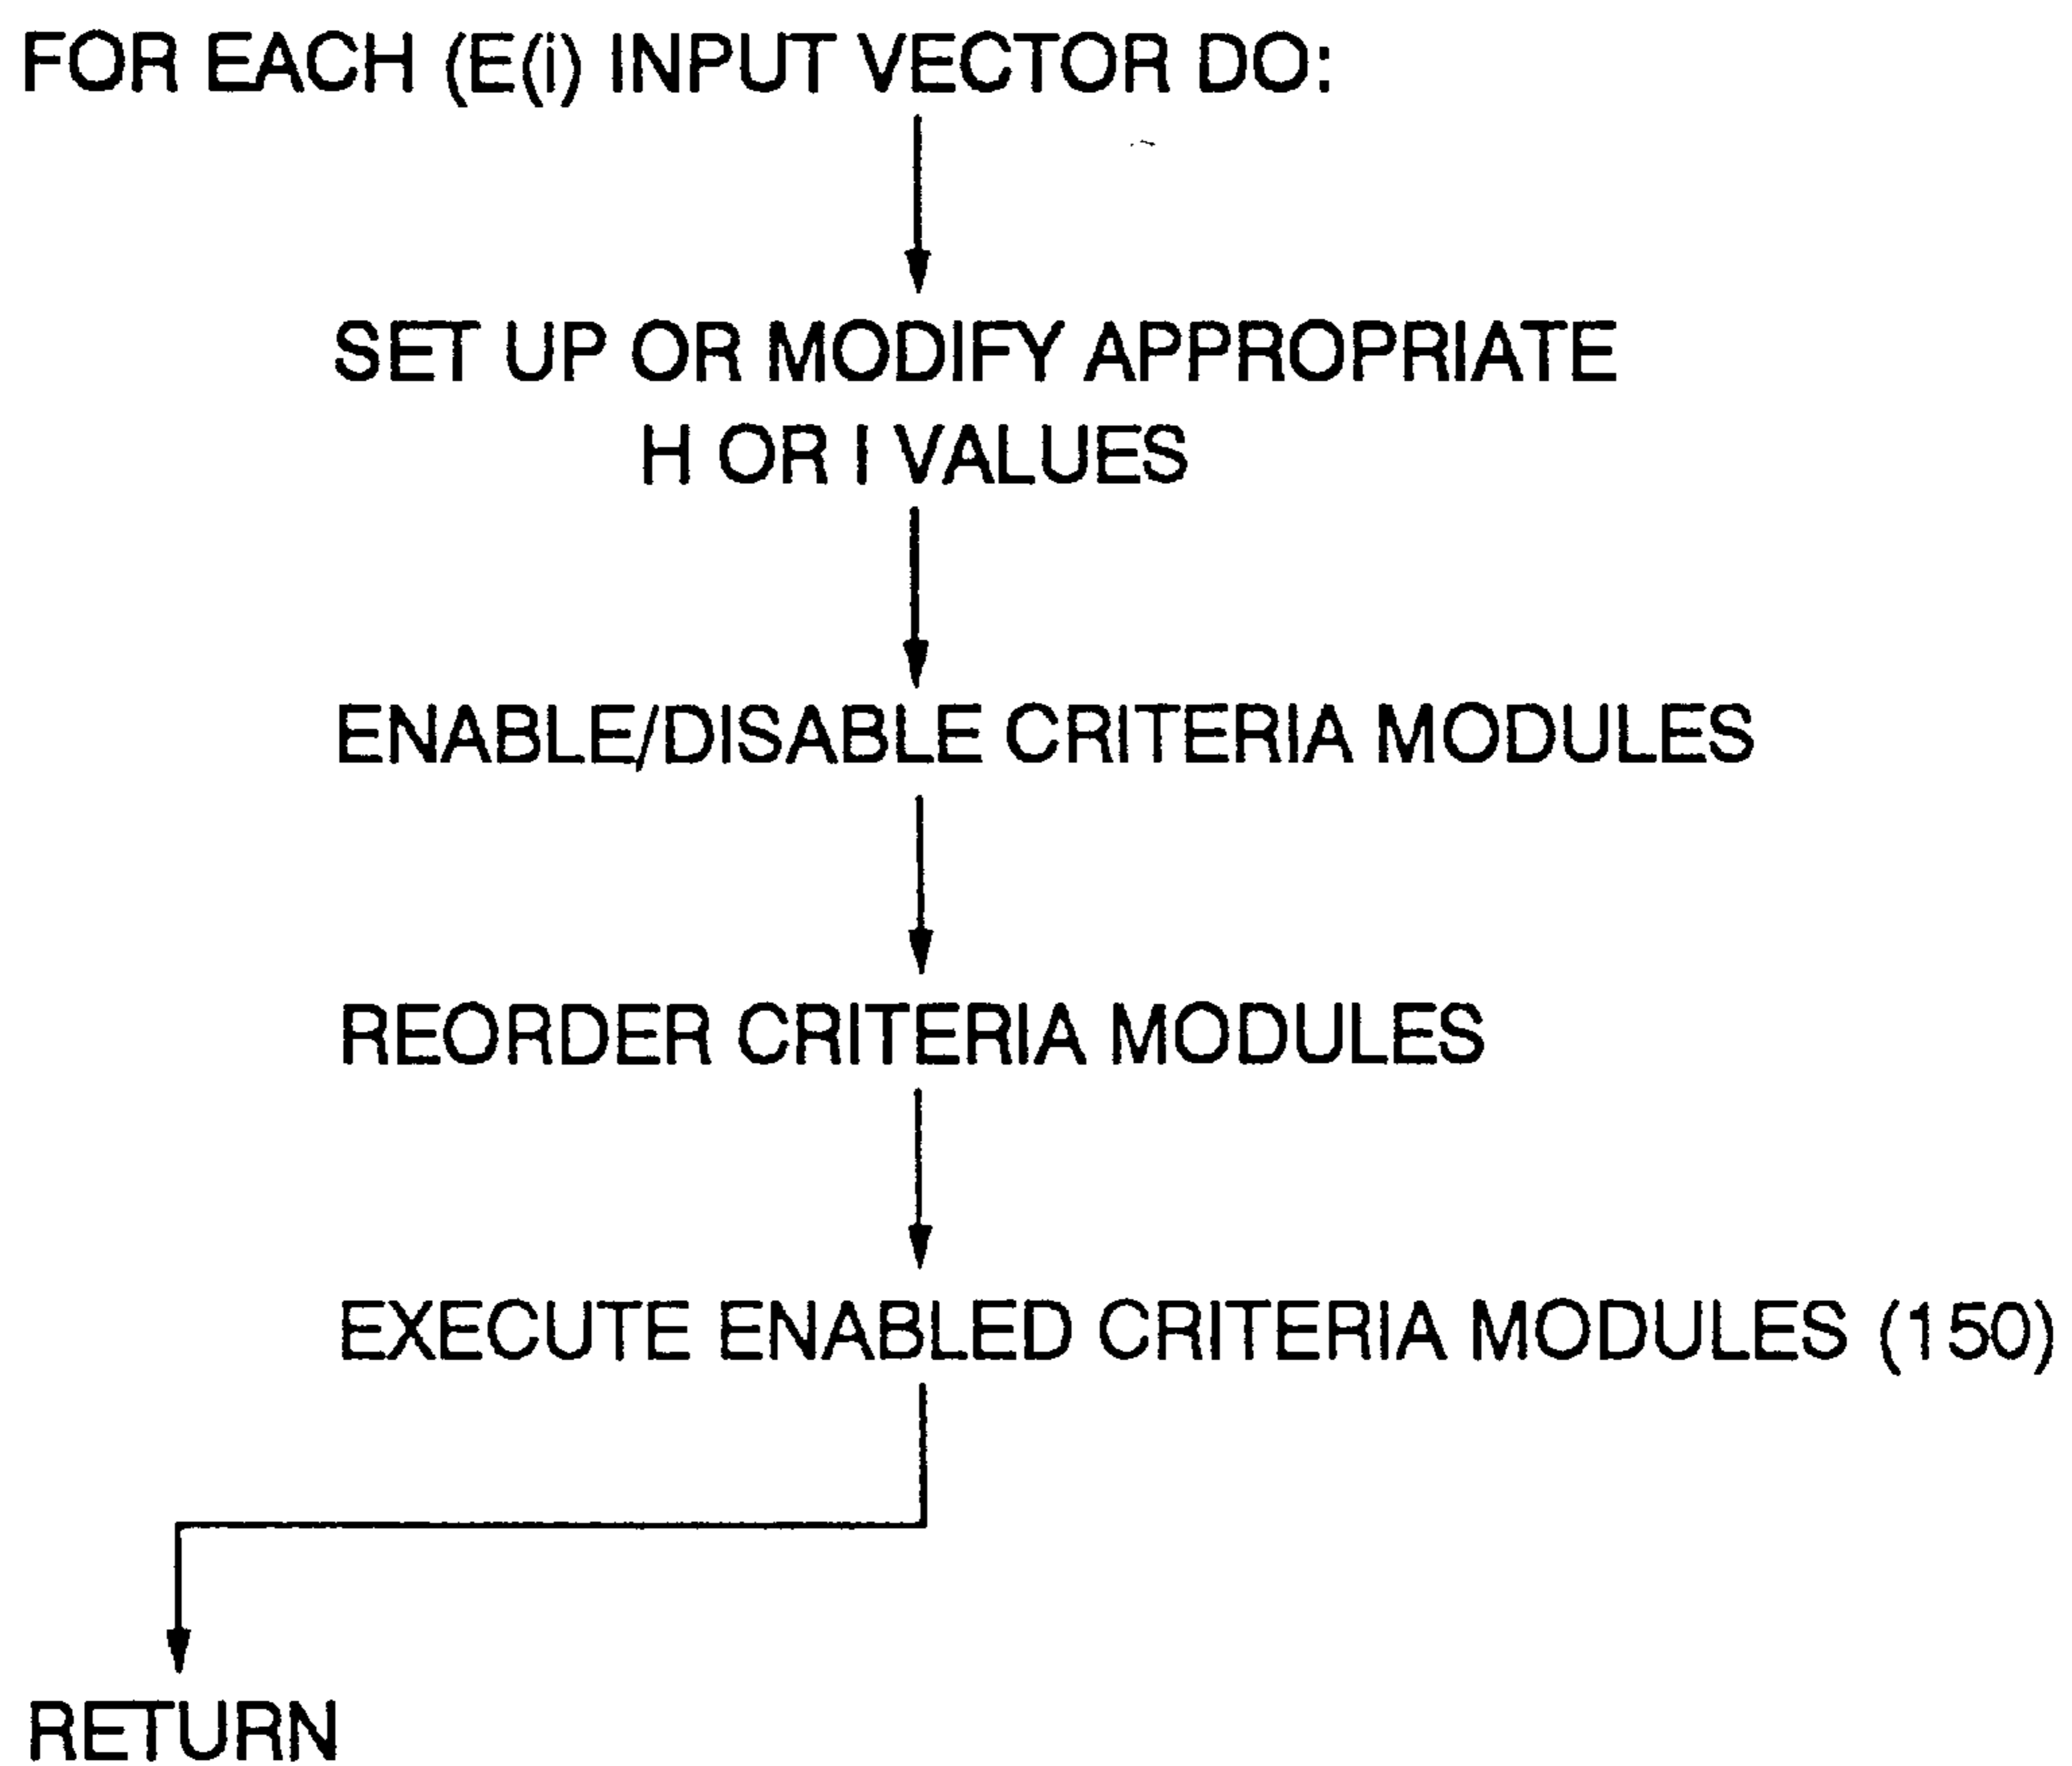 FOR EACH (E(i) INPUT VECTOR DO:
SET UP OR MODIFY APPROPRIATE
H OR I VALUES
ENABLE/DISABLE CRITERIA MODULES
REORDER CRITERIA MODULES
EXECUTE ENABLED CRITERIA MODULES (150)
RETURN